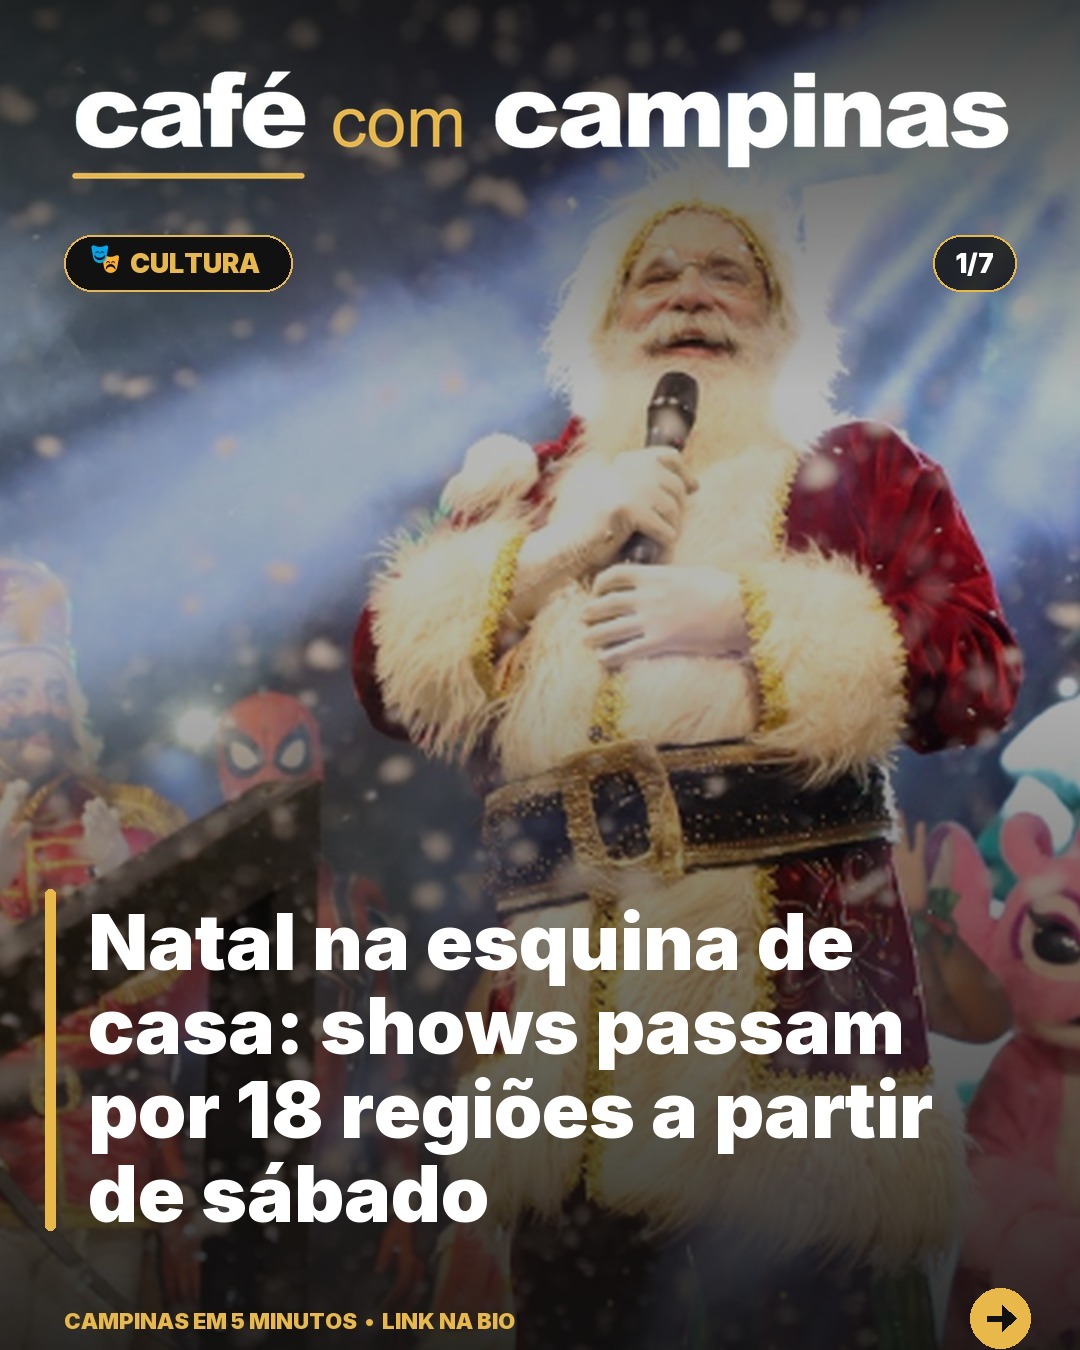 café com campinas
CULTURA
1/7
Natal na esquina de
casa: shows passam
por 18 regiões a partir
de sábado
CAMPINAS EM 5 MINUTOS • LINK NA BIO